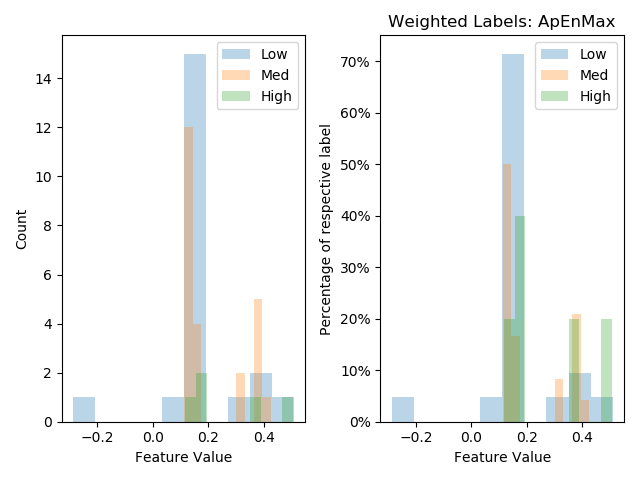 Weighted Labels: ApEnMax
Count
14
12
10
8
6
4
2
0
−0.2
0.0
0.2
0.4
Feature Value
Low
Med
High
Percentage of respective label
70%
60%
50%
40%
30%
20%
10%
0%
−0.2
0.0
0.2
0.4
Feature Value
Low
Med
High